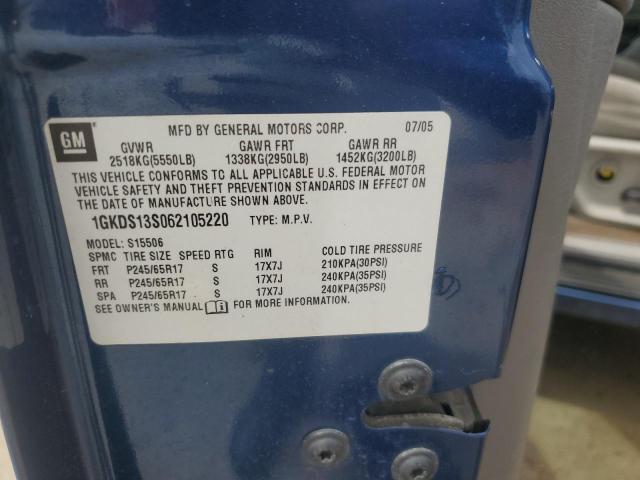 GM
MFD BY GENERAL MOTORS CORP. 07/05
GVWR GAWR FRT GAWR RR
2518KG(5550LB) 1338KG(2950LB) 1452KG(3200LB)
THIS VEHICLE CONFORMS TO ALL APPLICABLE U.S. FEDERAL MOTOR
VEHICLE SAFETY AND THEFT PREVENTION STANDARDS IN EFFECT ON
THE DATE OF MANUFACTURE SHOWN ABOVE.
1GKDS13S062105220 TYPE: M.P.V.
MODEL: S15506
SPMC TIRE SIZE SPEED RTG RIM COLD TIRE PRESSURE
FRT P245/65R17 S 17X7J 210KPA(30PSI)
RR P245/65R17 S 17X7J 240KPA(35PSI)
SPA P245/65R17 S 17X7J 240KPA(35PSI)
SEE OWNER'S MANUAL FOR MORE INFORMATION.